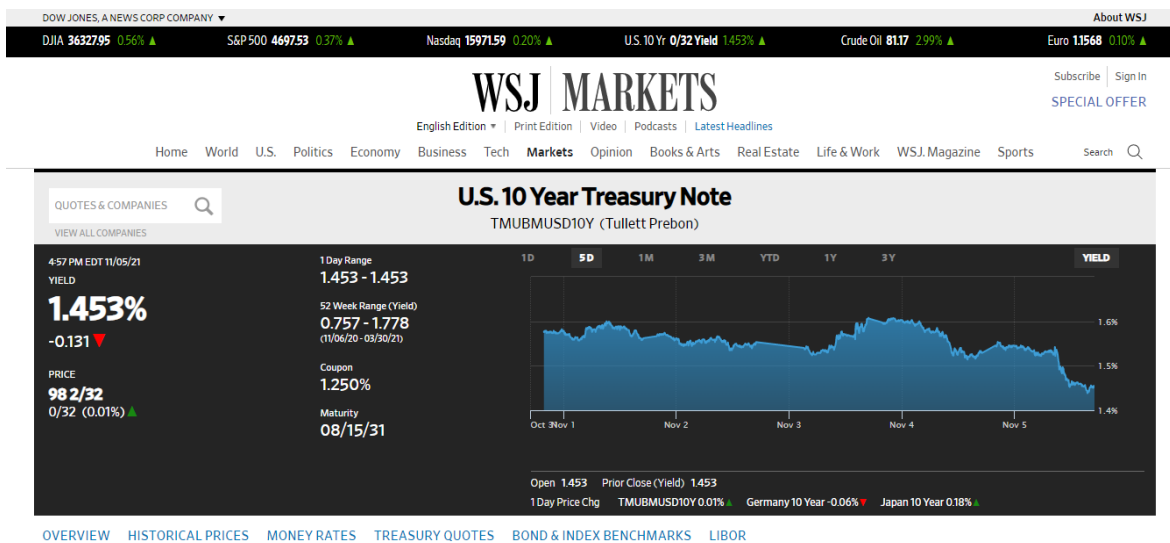 DOW JONES, A NEWS CORP COMPANY ▼ About WSJ
DJIA 36327.95 0.56% ▲ S&P 500 4697.53 0.37% ▲ Nasdaq 15971.59 0.20% ▲ U.S. 10 Yr 0/32 Yield 1.453% ▲ Crude Oil 81.17 2.99% ▲ Euro 1.1568 0.10% ▲
WSJ MARKETS
Subscribe Sign In
SPECIAL OFFER
English Edition ▼ Print Edition Video Podcasts Latest Headlines
Home World U.S. Politics Economy Business Tech Markets Opinion Books & Arts Real Estate Life & Work WSJ. Magazine Sports Search
QUOTES & COMPANIES
VIEW ALL COMPANIES
U.S. 10 Year Treasury Note
TMUBMUSD10Y (Tullett Prebon)
4:57 PM EDT 11/05/21
YIELD
1.453%
-0.131 ▼
PRICE
98 2/32
0/32 (0.01%) ▲
1 Day Range
1.453 - 1.453
52 Week Range (Yield)
0.757 - 1.778
(11/06/20 - 03/30/21)
Coupon
1.250%
Maturity
08/15/31
1D 5D 1M 3M YTD 1Y 3Y YIELD
1.6%
1.5%
1.4%
Oct 3 Nov 1 Nov 2 Nov 3 Nov 4 Nov 5
Open 1.453 Prior Close (Yield) 1.453
1 Day Price Chg TMUBMUSD10Y 0.01% ▲ Germany 10 Year -0.06% ▼ Japan 10 Year 0.18% ▲
OVERVIEW HISTORICAL PRICES MONEY RATES TREASURY QUOTES BOND & INDEX BENCHMARKS LIBOR